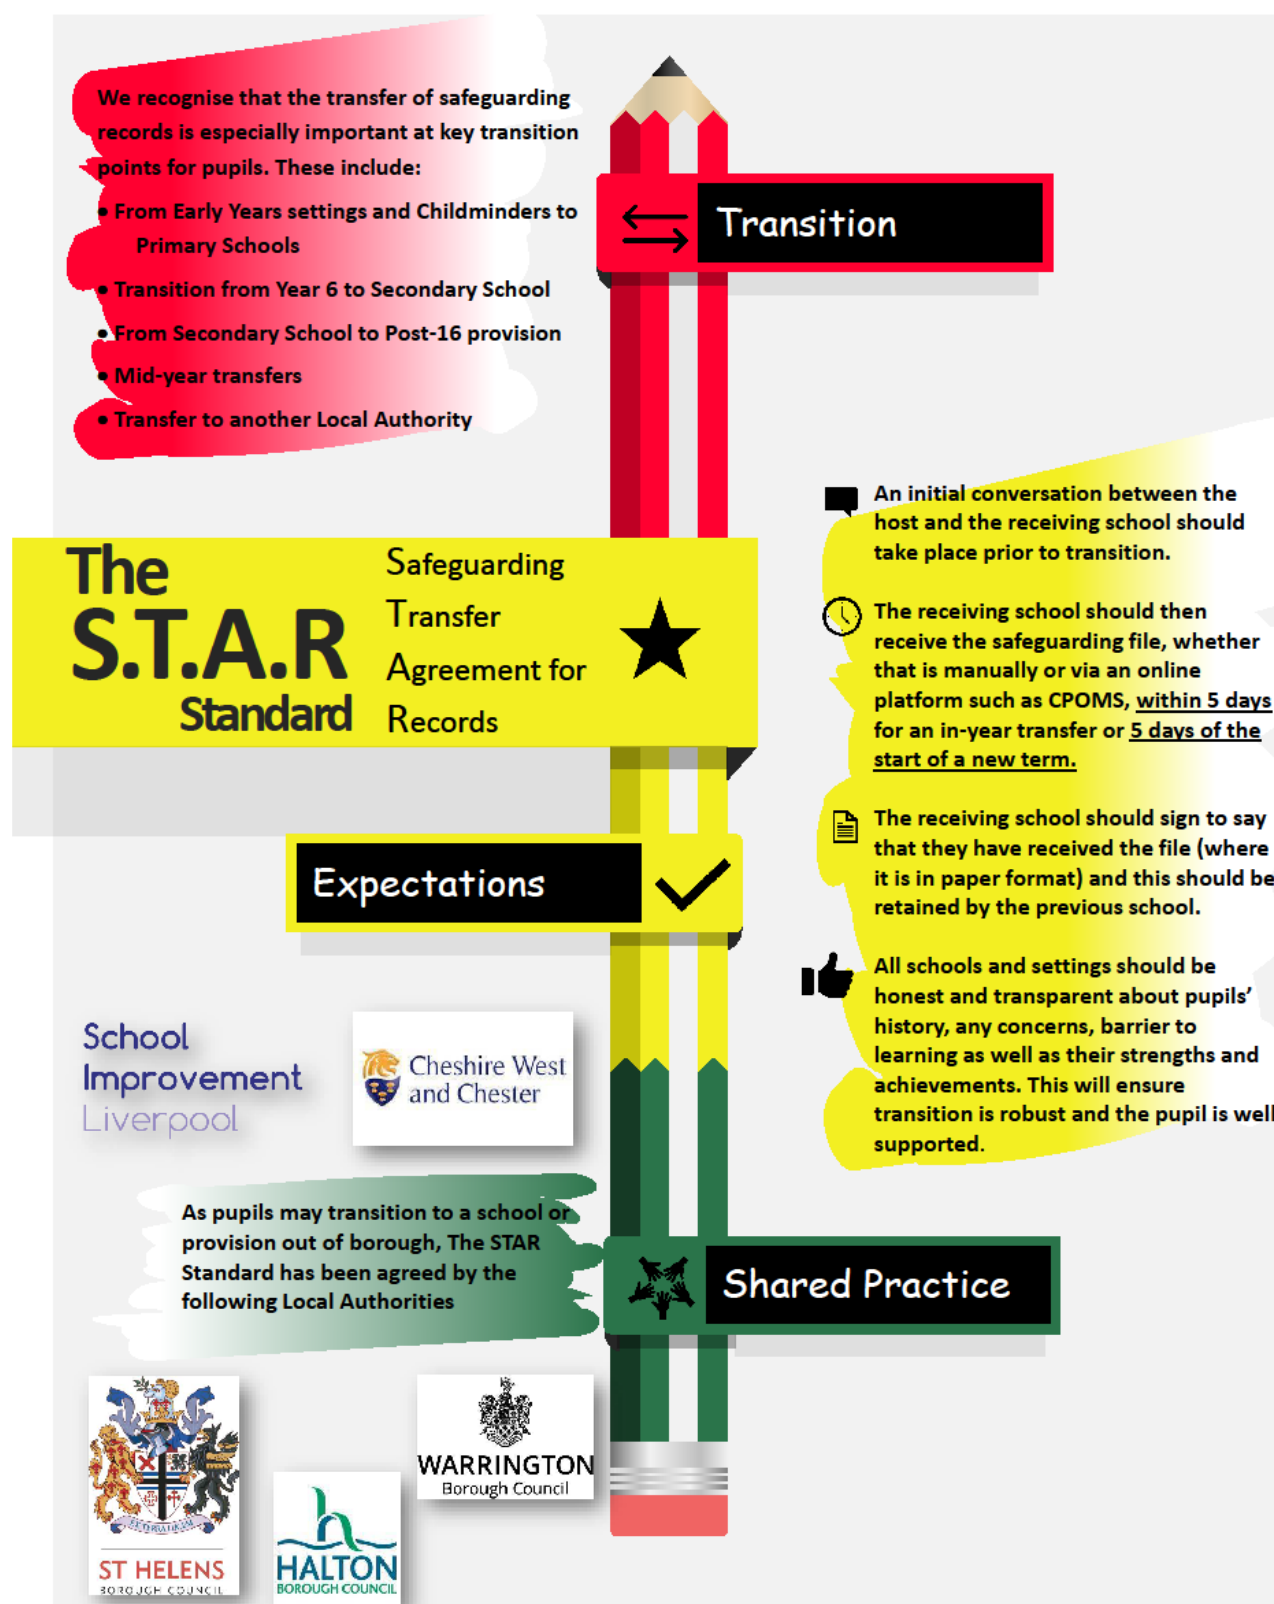 We recognise that the transfer of safeguarding
records is especially important at key transition
points for pupils. These include:
• From Early Years settings and Childminders to
Primary Schools
• Transition from Year 6 to Secondary School
• From Secondary School to Post-16 provision
• Mid-year transfers
• Transfer to another Local Authority
Transition
An initial conversation between the
host and the receiving school should
take place prior to transition.
The receiving school should then
receive the safeguarding file, whether
that is manually or via an online
platform such as CPOMS, within 5 days
for an in-year transfer or 5 days of the
start of a new term.
The receiving school should sign to say
that they have received the file (where
it is in paper format) and this should be
retained by the previous school.
All schools and settings should be
honest and transparent about pupils’
history, any concerns, barrier to
learning as well as their strengths and
achievements. This will ensure
transition is robust and the pupil is well
supported.
The
S.T.A.R
Standard
Safeguarding
Transfer
Agreement for
Records
Expectations
School
Improvement
Liverpool
Cheshire West
and Chester
As pupils may transition to a school or
provision out of borough, The STAR
Standard has been agreed by the
following Local Authorities
Shared Practice
ST HELENS
BOROUGH COUNCIL
HALTON
BOROUGH COUNCIL
WARRINGTON
Borough Council